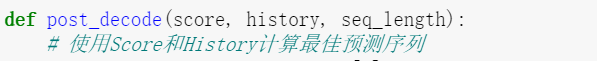 def post_decode(score, history, seq_length):
# 使用Score和History计算最佳预测序列